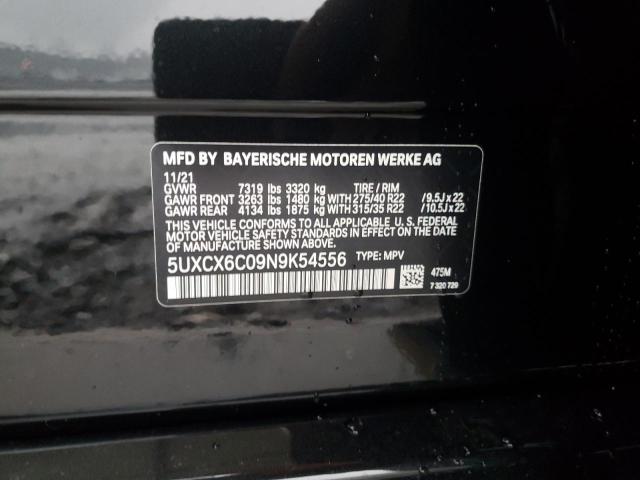 MFD BY BAYERISCHE MOTOREN WERKE AG
11/21
GVWR 7319 lbs 3320 kg TIRE / RIM
GAWR FRONT 3263 lbs 1480 kg WITH 275/40 R22 /9.5J x 22
GAWR REAR 4134 lbs 1875 kg WITH 315/35 R22 /10.5J x 22
THIS VEHICLE CONFORMS TO ALL APPLICABLE U.S. FEDERAL
MOTOR VEHICLE SAFETY STANDARDS IN EFFECT ON THE DATE
OF MANUFACTURE SHOWN ABOVE.
5UXCX6C09N9K54556 TYPE: MPV
475M
7 320 729